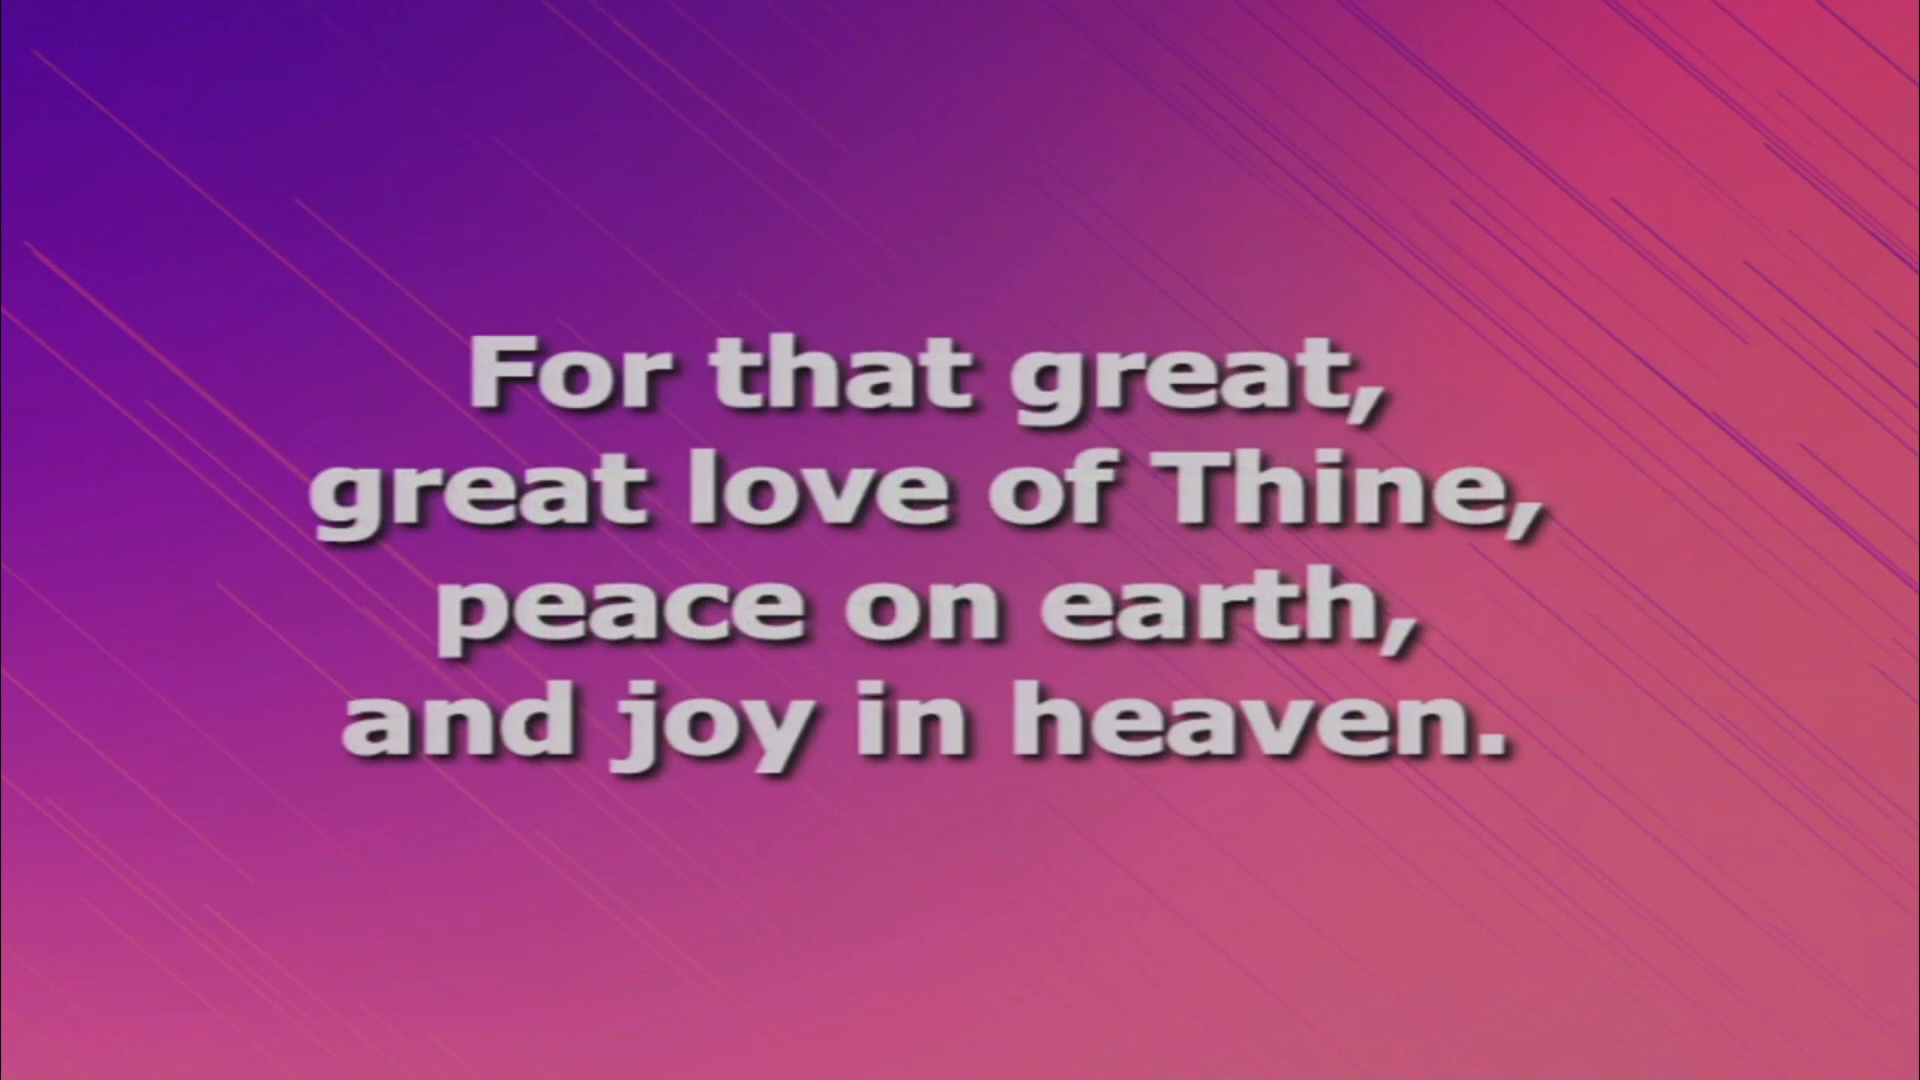 For that great,
great love of Thine,
peace on earth,
and joy in heaven.